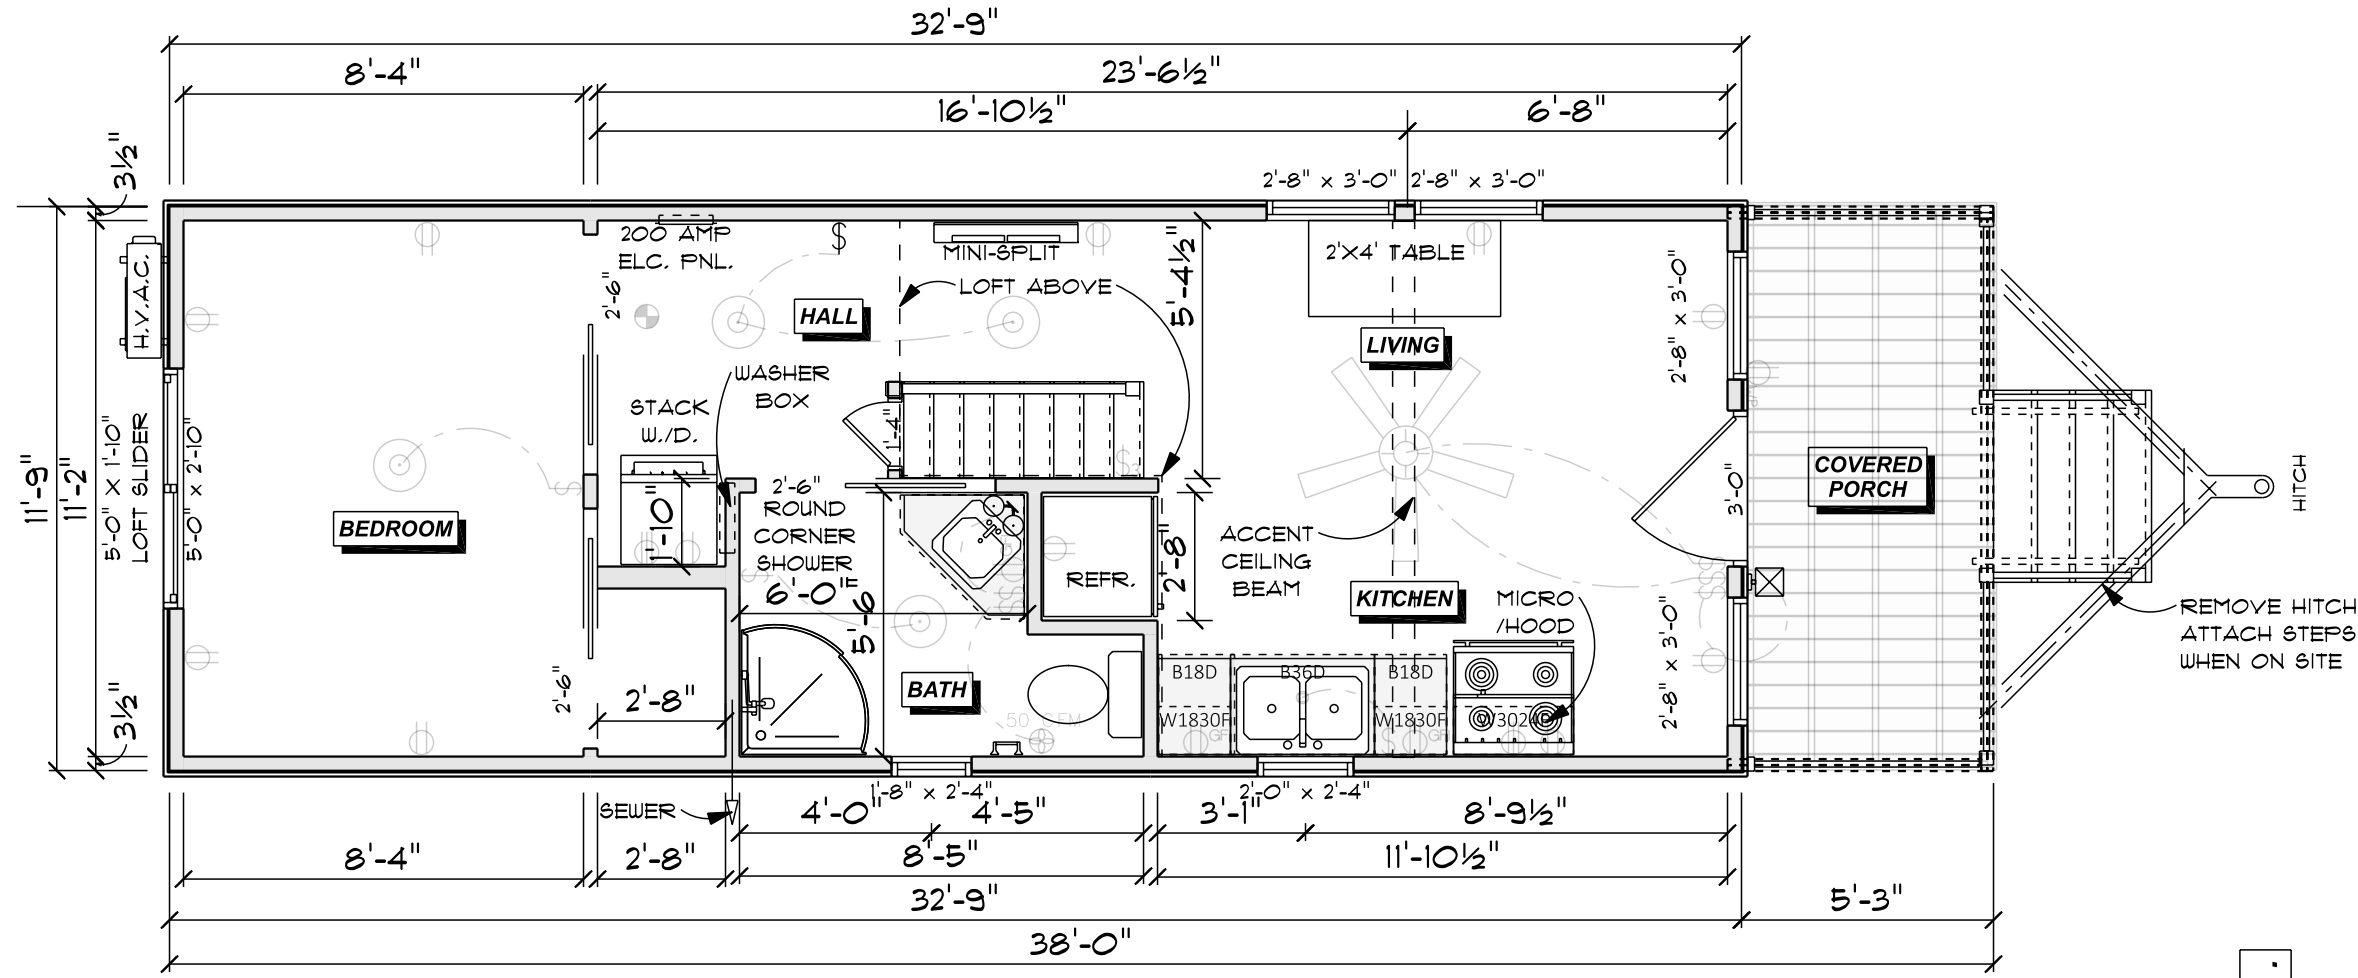 32'-9"
8'-4"
23'-6½"
16'-10½"
6'-8"
3½"
2'-8" x 3'-0"
2'-8" x 3'-0"
200 AMP
ELC. PNL.
$
MINI-SPLIT
2'X4' TABLE
5'-4½"
H.V.A.C.
2'-6"
LOFT ABOVE
HALL
LIVING
2'-8" x 3'-0"
WASHER
BOX
STACK
W./D.
1'-4"
$3
11'-9"
11'-2"
5'-0" X 1'-10"
LOFT SLIDER
5'-0" x 2'-10"
$
BEDROOM
1'-10"
2'-6"
ROUND
CORNER
SHOWER
6'-0"
5'-6"
REFR.
2'-8"
ACCENT
CEILING
BEAM
3'-0"
COVERED
PORCH
HITCH
KITCHEN
MICRO
/HOOD
$$$
REMOVE HITCH
ATTACH STEPS
WHEN ON SITE
2'-6"
2'-8"
BATH
50 CFM
B18D
B36D
B18D
W1830F
W1830F
W3024
GFI
GFI
2'-8" x 3'-0"
3½"
SEWER
1'-8" x 2'-4"
2'-0" x 2'-4"
4'-0"
4'-5"
3'-1"
8'-9½"
8'-4"
2'-8"
8'-5"
11'-10½"
32'-9"
5'-3"
38'-0"